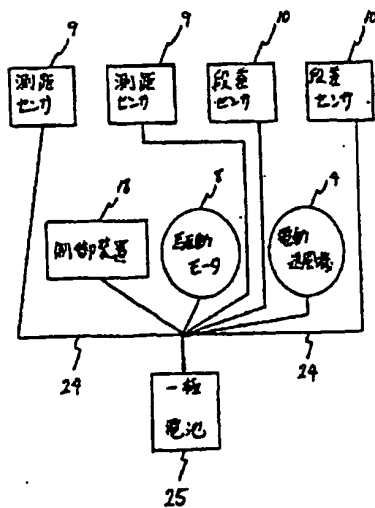 9
9
10
10
測距
センサ
測距
センサ
段差
センサ
段差
センサ
18
8
4
制御装置
駆動
モータ
電動
送風機
24
24
一種
電池
25